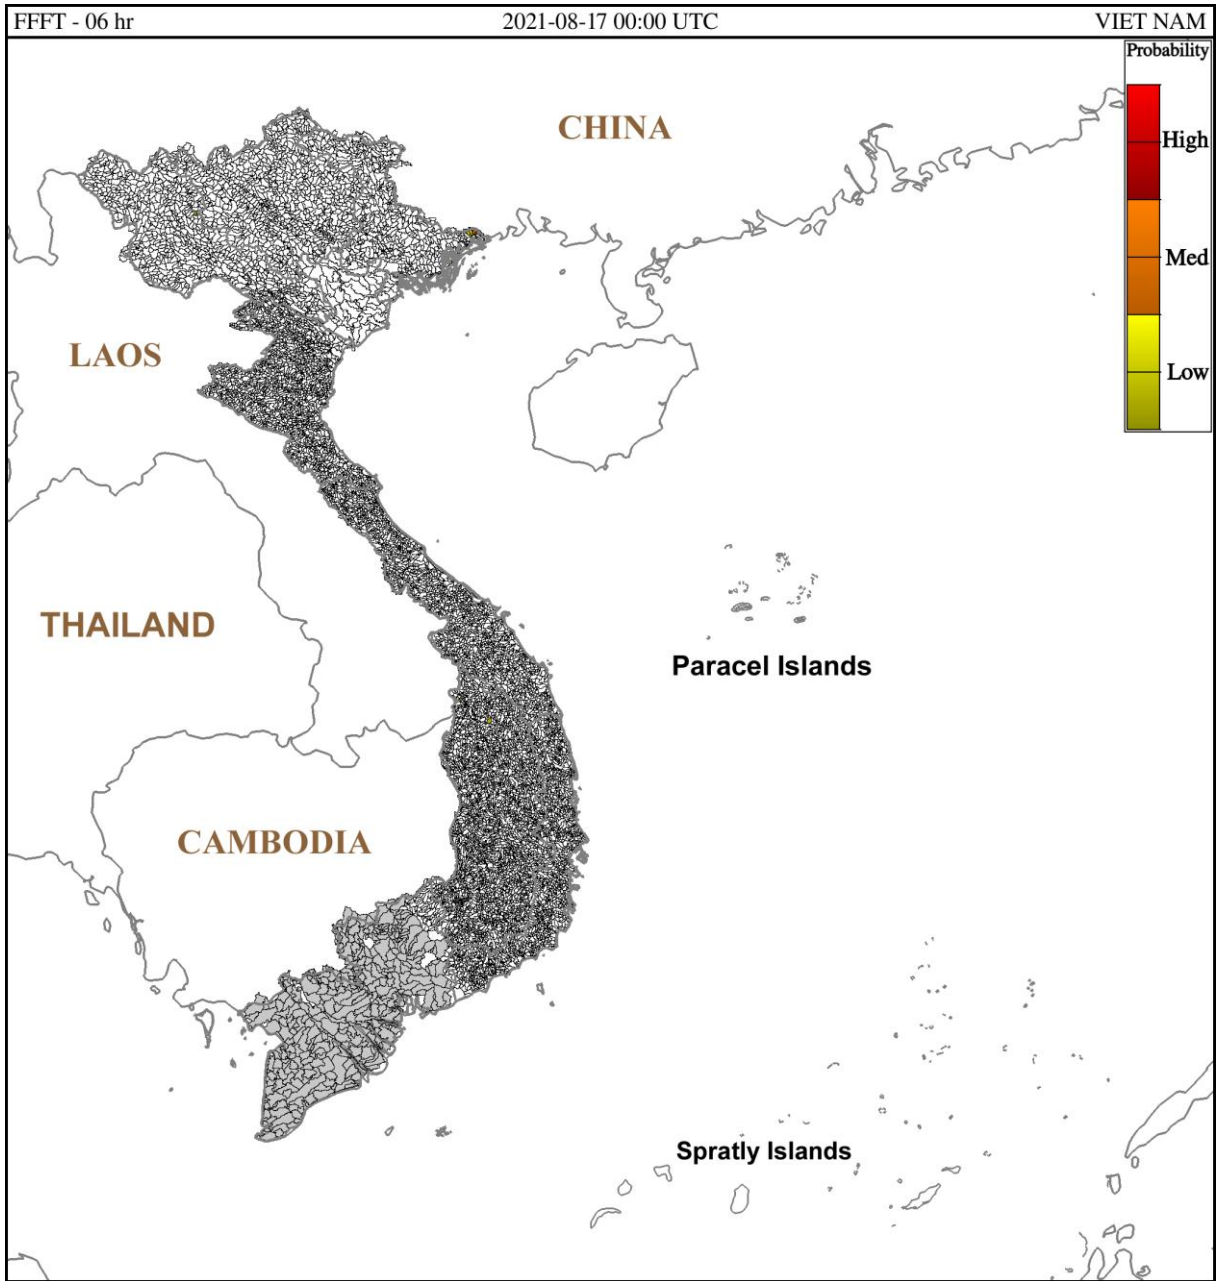 FFFT - 06 hr
2021-08-17 00:00 UTC
VIET NAM
Probability
CHINA
High
Med
LAOS
Low
THAILAND
Paracel Islands
CAMBODIA
Spratly Islands